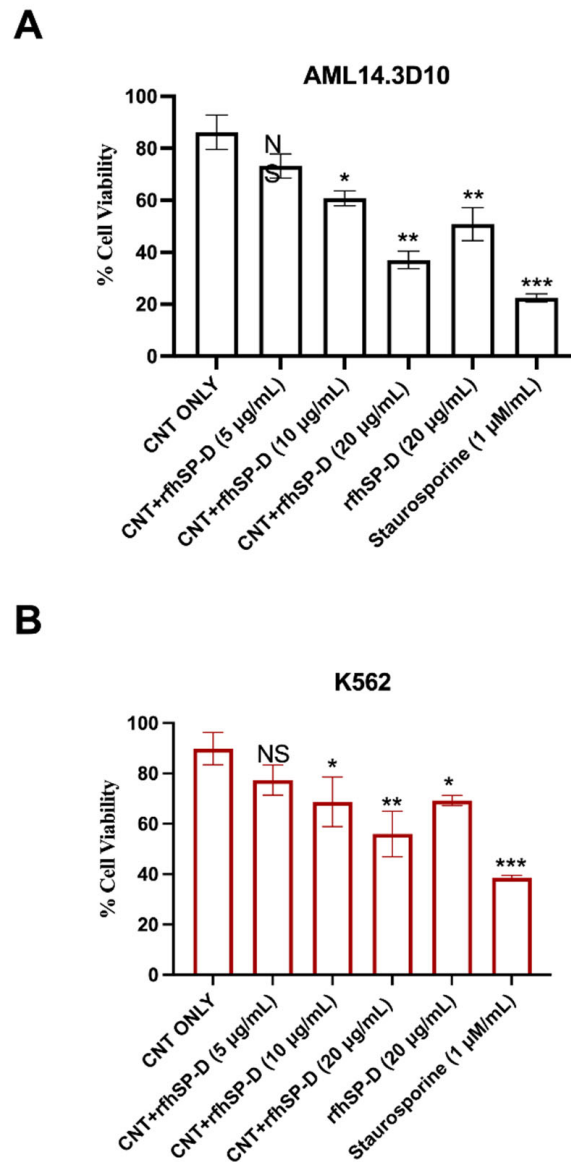 A
AML14.3D10
% Cell Viability
100
80
60
40
20
0
N
S
*
**
**
***
CNT ONLY
CNT+rfhSP-D (5 µg/mL)
CNT+rfhSP-D (10 µg/mL)
CNT+rfhSP-D (20 µg/mL)
rfhSP-D (20 µg/mL)
Staurosporine (1 µM/mL)
B
K562
% Cell Viability
100
80
60
40
20
0
NS
*
**
*
***
CNT ONLY
CNT+rfhSP-D (5 µg/mL)
CNT+rfhSP-D (10 µg/mL)
CNT+rfhSP-D (20 µg/mL)
rfhSP-D (20 µg/mL)
Staurosporine (1 µM/mL)